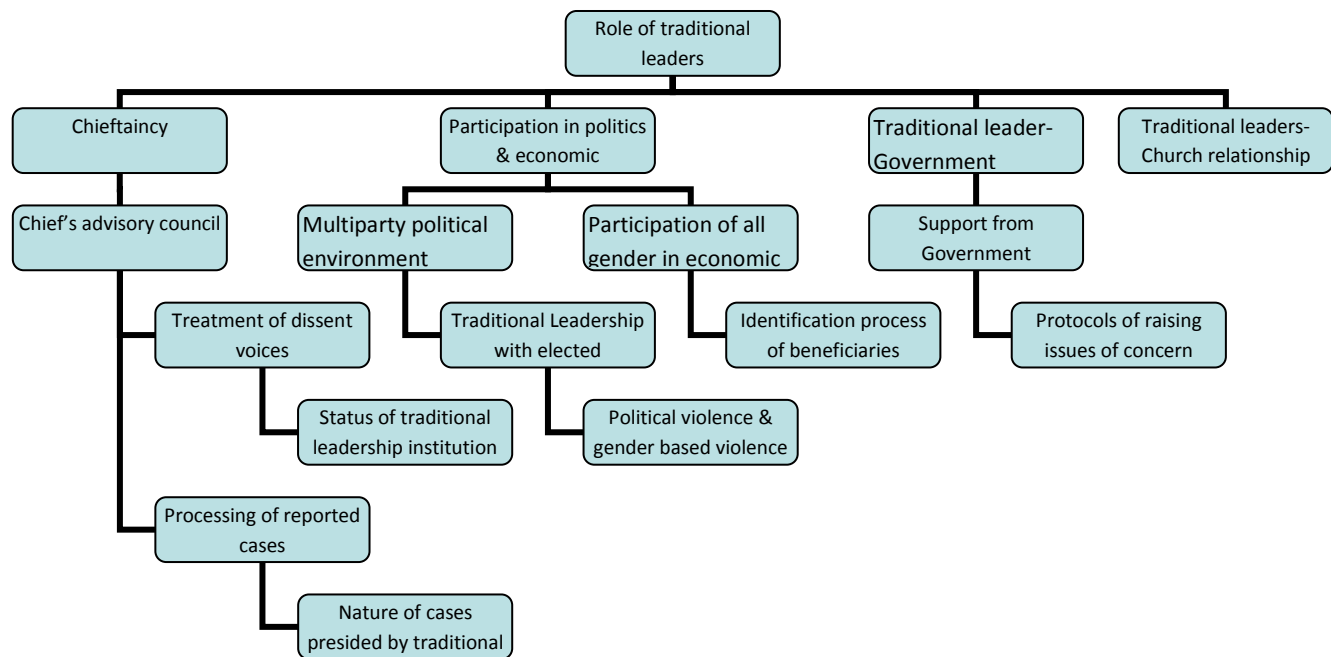 Role of traditional
leaders
Chieftaincy
Participation in politics
& economic
Traditional leader-
Government
Traditional leaders-
Church relationship
Chief's advisory council
Multiparty political
environment
Participation of all
gender in economic
Support from
Government
Treatment of dissent
voices
Traditional Leadership
with elected
Identification process
of beneficiaries
Protocols of raising
issues of concern
Status of traditional
leadership institution
Political violence &
gender based violence
Processing of reported
cases
Nature of cases
presided by traditional